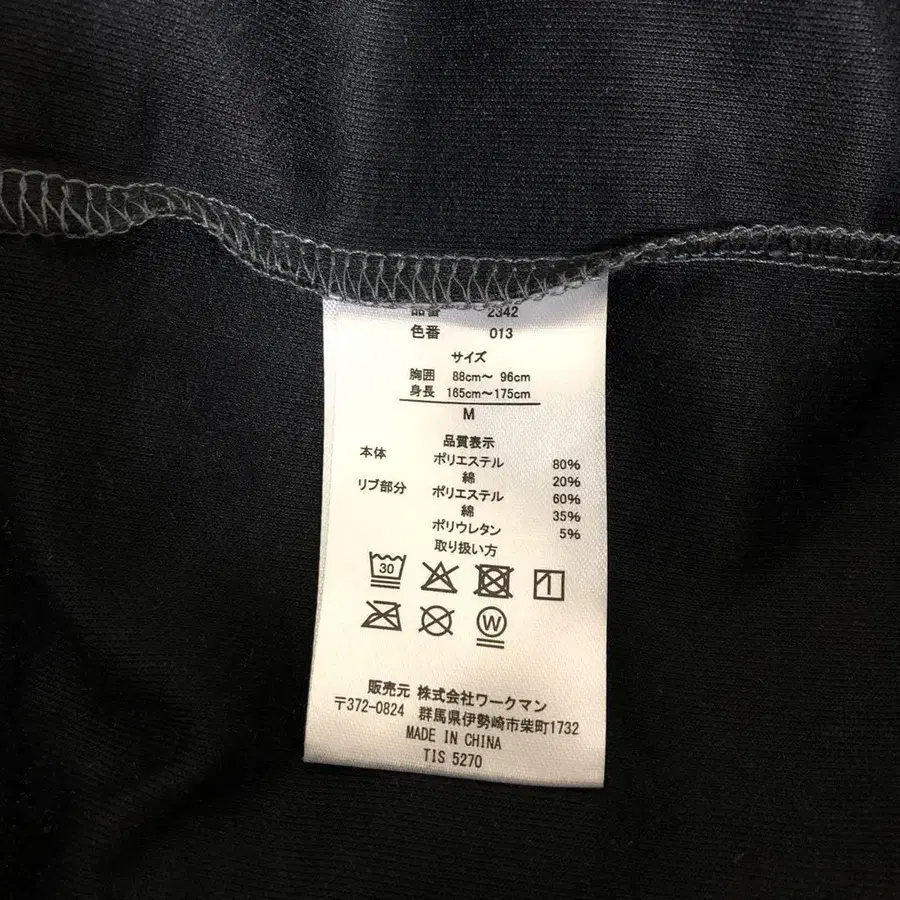 品番 2342
色番 013
サイズ
胸囲 88cm～ 96cm
身長 165cm～175cm
M
品質表示
本体 ポリエステル 80%
綿 20%
リブ部分 ポリエステル 60%
綿 35%
ポリウレタン 5%
取り扱い方
30
W
販売元 株式会社ワークマン
〒372-0824 群馬県伊勢崎市柴町1732
MADE IN CHINA
TIS 5270